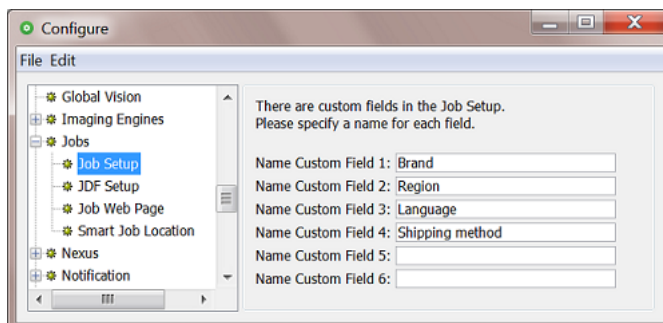 Configure
File Edit
Global Vision
Imaging Engines
Jobs
Job Setup
JDF Setup
Job Web Page
Smart Job Location
Nexus
Notification
There are custom fields in the Job Setup.
Please specify a name for each field.
Name Custom Field 1: Brand
Name Custom Field 2: Region
Name Custom Field 3: Language
Name Custom Field 4: Shipping method
Name Custom Field 5:
Name Custom Field 6: